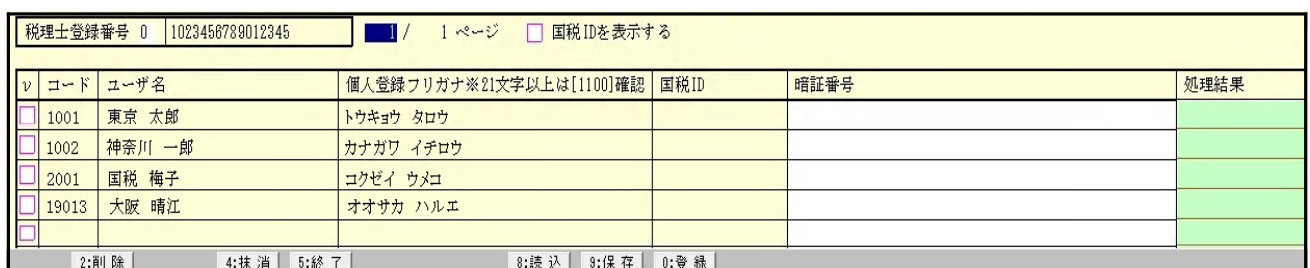 税理士登録番号 0 1023456789012345 1 / 1 ページ 国税IDを表示する
ν コード ユーザ名 個人登録フリガナ※21文字以上は[1100]確認 国税ID 暗証番号 処理結果
1001 東京 太郎 トウキョウ タロウ
1002 神奈川 一郎 カナガワ イチロウ
2001 国税 梅子 コクゼイ ウメコ
19013 大阪 晴江 オオサカ ハルエ
2:削 除 4:抹 消 5:終 了 8:読 込 9:保 存 0:登 録